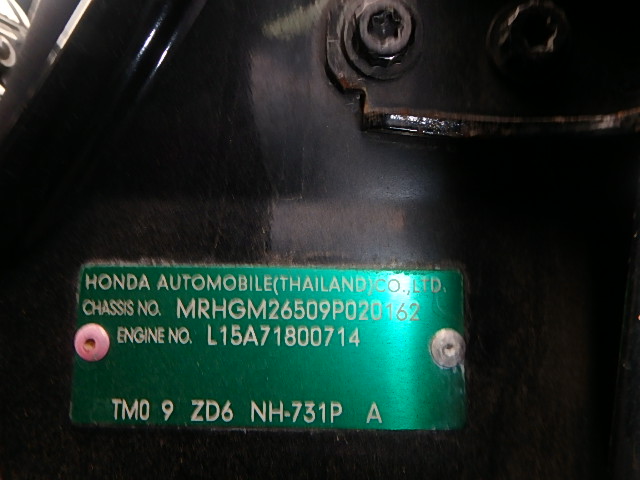 HONDA AUTOMOBILE(THAILAND)CO.,LTD.
CHASSIS NO. MRHGM26509P020162
ENGINE NO. L15A71800714
TM0 9 ZD6 NH-731P A